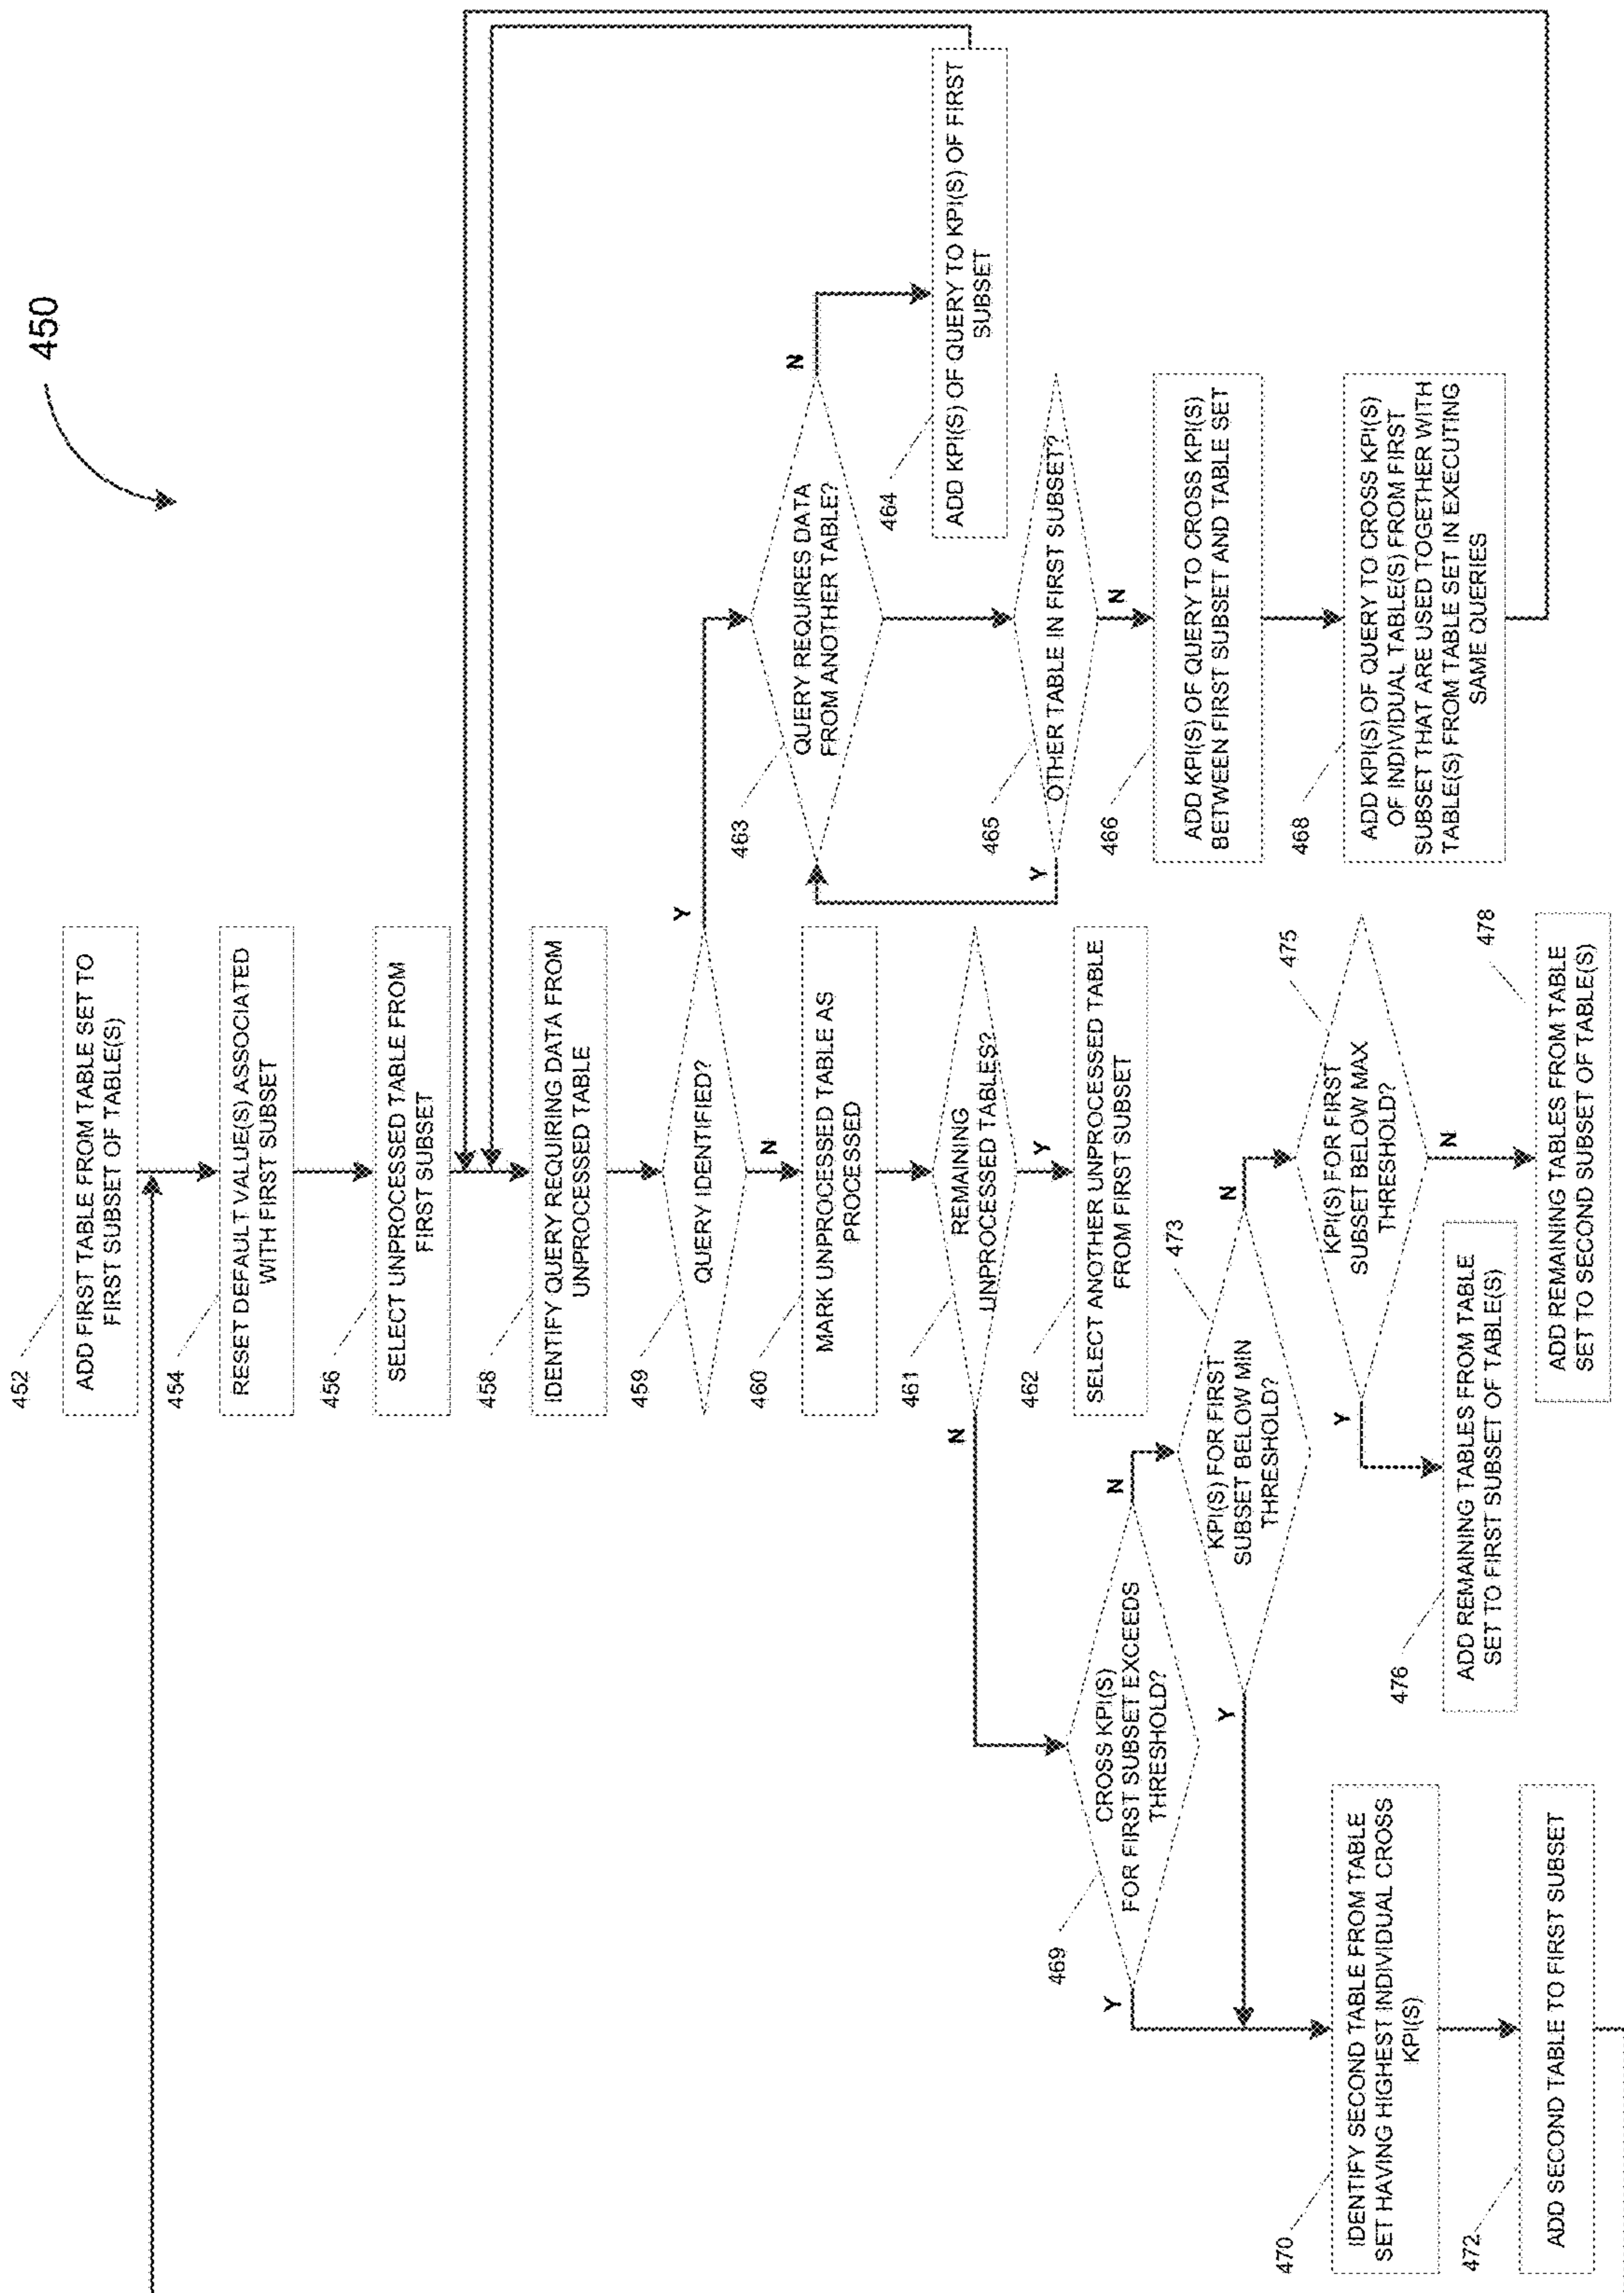 450
452
ADD FIRST TABLE FROM TABLE SET TO
FIRST SUBSET OF TABLE(S)
454
RESET DEFAULT VALUE(S) ASSOCIATED
WITH FIRST SUBSET
456
SELECT UNPROCESSED TABLE FROM
FIRST SUBSET
458
IDENTIFY QUERY REQUIRING DATA FROM
UNPROCESSED TABLE
459
QUERY IDENTIFIED?
Y
N
460
MARK UNPROCESSED TABLE AS
PROCESSED
461
REMAINING
UNPROCESSED TABLES?
N
Y
462
SELECT ANOTHER UNPROCESSED TABLE
FROM FIRST SUBSET
463
QUERY REQUIRES DATA
FROM ANOTHER TABLE?
N
464
ADD KPI(S) OF QUERY TO KPI(S) OF FIRST
SUBSET
465
OTHER TABLE IN FIRST SUBSET?
Y
N
466
ADD KPI(S) OF QUERY TO CROSS KPI(S)
BETWEEN FIRST SUBSET AND TABLE SET
468
ADD KPI(S) OF QUERY TO CROSS KPI(S)
OF INDIVIDUAL TABLE(S) FROM FIRST
SUBSET THAT ARE USED TOGETHER WITH
TABLE(S) FROM TABLE SET IN EXECUTING
SAME QUERIES
469
CROSS KPI(S)
FOR FIRST SUBSET EXCEEDS
THRESHOLD?
Y
N
470
IDENTIFY SECOND TABLE FROM TABLE
SET HAVING HIGHEST INDIVIDUAL CROSS
KPI(S)
472
ADD SECOND TABLE TO FIRST SUBSET
473
KPI(S) FOR FIRST
SUBSET BELOW MIN
THRESHOLD?
Y
N
475
KPI(S) FOR FIRST
SUBSET BELOW MAX
THRESHOLD?
Y
N
476
ADD REMAINING TABLES FROM TABLE
SET TO FIRST SUBSET OF TABLE(S)
478
ADD REMAINING TABLES FROM TABLE
SET TO SECOND SUBSET OF TABLE(S)